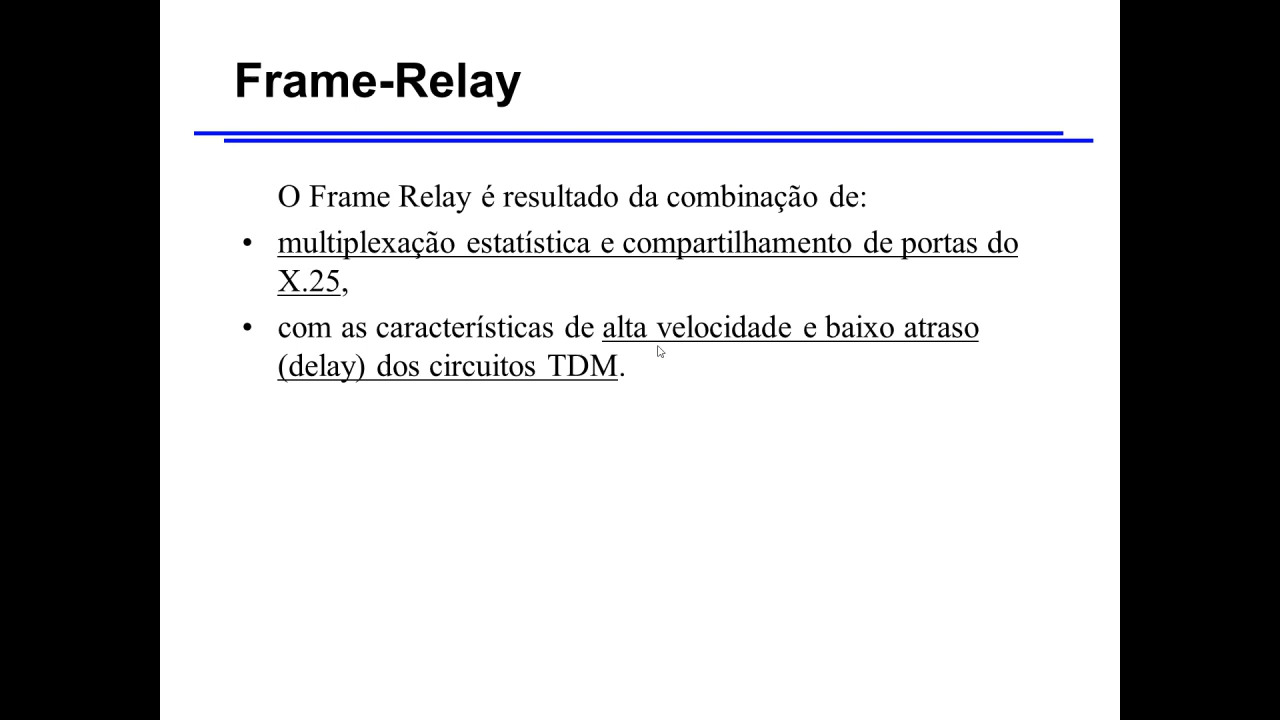 Frame-Relay
O Frame Relay é resultado da combinação de:
• multiplexação estatística e compartilhamento de portas do
X.25,
• com as características de alta velocidade e baixo atraso
(delay) dos circuitos TDM.